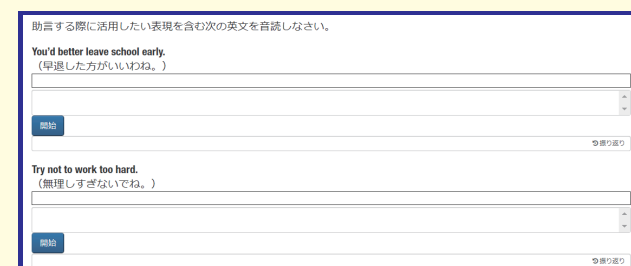 助言する際に活用したい表現を含む次の英文を音読しなさい。
You'd better leave school early.
（早退した方がいいわね。）
開始
振り返り
Try not to work too hard.
（無理しすぎないでね。）
開始
振り返り